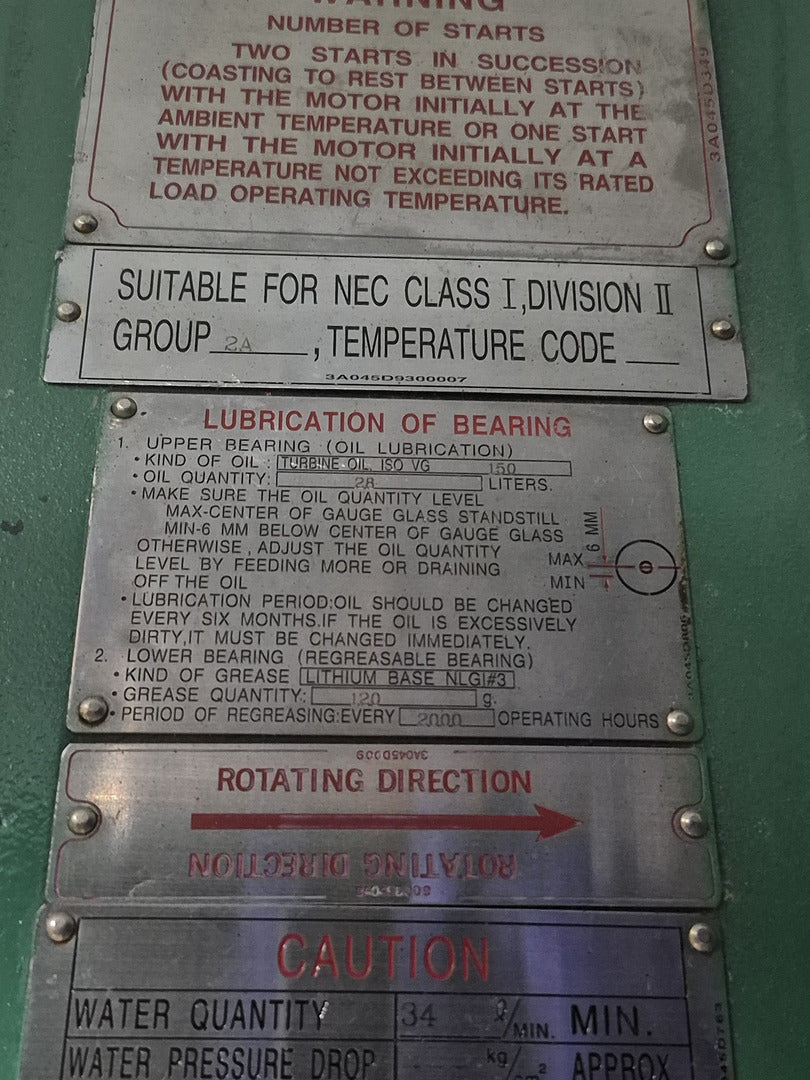 WARNING
NUMBER OF STARTS
TWO STARTS IN SUCCESSION
(COASTING TO REST BETWEEN STARTS)
WITH THE MOTOR INITIALLY AT THE
AMBIENT TEMPERATURE OR ONE START
WITH THE MOTOR INITIALLY AT A
TEMPERATURE NOT EXCEEDING ITS RATED
LOAD OPERATING TEMPERATURE.
3A045D349
SUITABLE FOR NEC CLASS I,DIVISION II
GROUP 2A , TEMPERATURE CODE
3A045D9300007
LUBRICATION OF BEARING
1. UPPER BEARING (OIL LUBRICATION)
• KIND OF OIL : TURBINE OIL, ISO VG 150
• OIL QUANTITY: 28 LITERS.
• MAKE SURE THE OIL QUANTITY LEVEL
MAX-CENTER OF GAUGE GLASS STANDSTILL
MIN-6 MM BELOW CENTER OF GAUGE GLASS
OTHERWISE, ADJUST THE OIL QUANTITY
LEVEL BY FEEDING MORE OR DRAINING
OFF THE OIL
6 MM
MAX
MIN
• LUBRICATION PERIOD:OIL SHOULD BE CHANGED
EVERY SIX MONTHS.IF THE OIL IS EXCESSIVELY
DIRTY,IT MUST BE CHANGED IMMEDIATELY.
2. LOWER BEARING (REGREASABLE BEARING)
• KIND OF GREASE LITHIUM BASE NLGI#3
• GREASE QUANTITY: 120 g.
• PERIOD OF REGREASING:EVERY 2000 OPERATING HOURS
ROTATING DIRECTION
ROTATING DIRECTION
CAUTION
WATER QUANTITY 34 ℓ/MIN. MIN.
WATER PRESSURE DROP kg/cm² APPROX